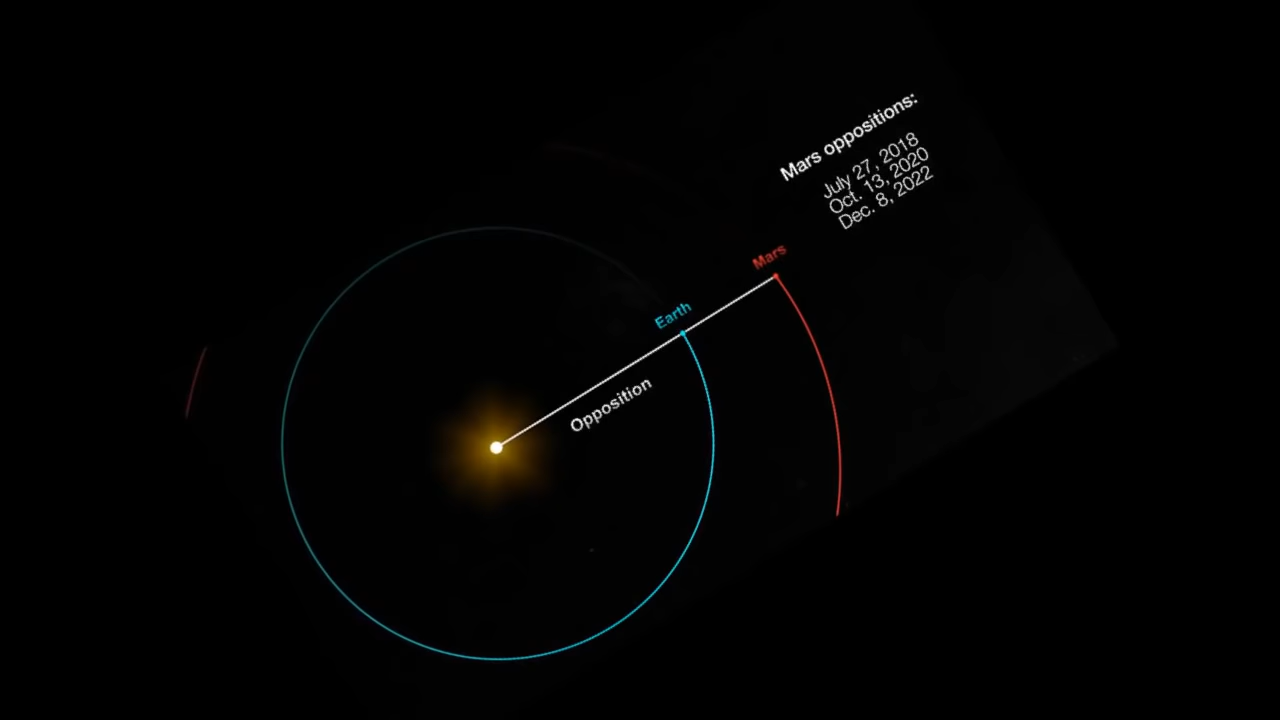 Mars oppositions:
July 27, 2018
Oct. 13, 2020
Dec. 8, 2022
Mars
Earth
Opposition